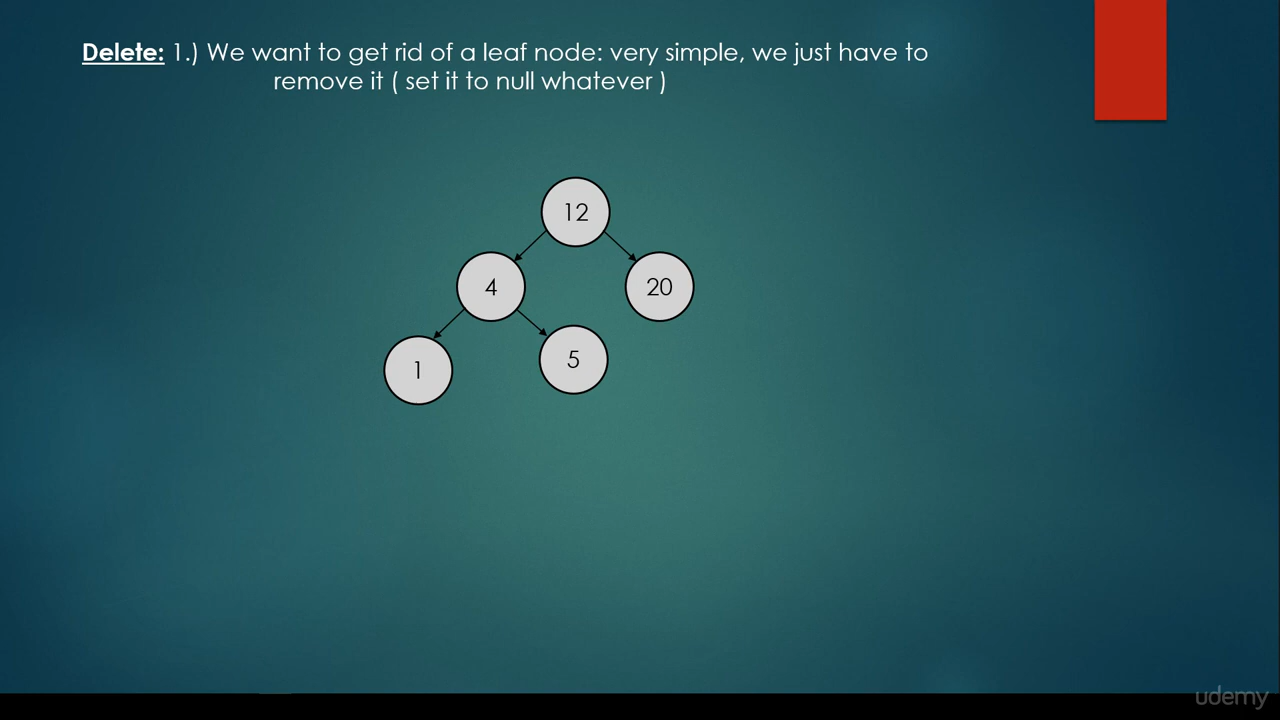 Delete: 1.) We want to get rid of a leaf node: very simple, we just have to
remove it ( set it to null whatever )
12
4
20
1
5
udemy